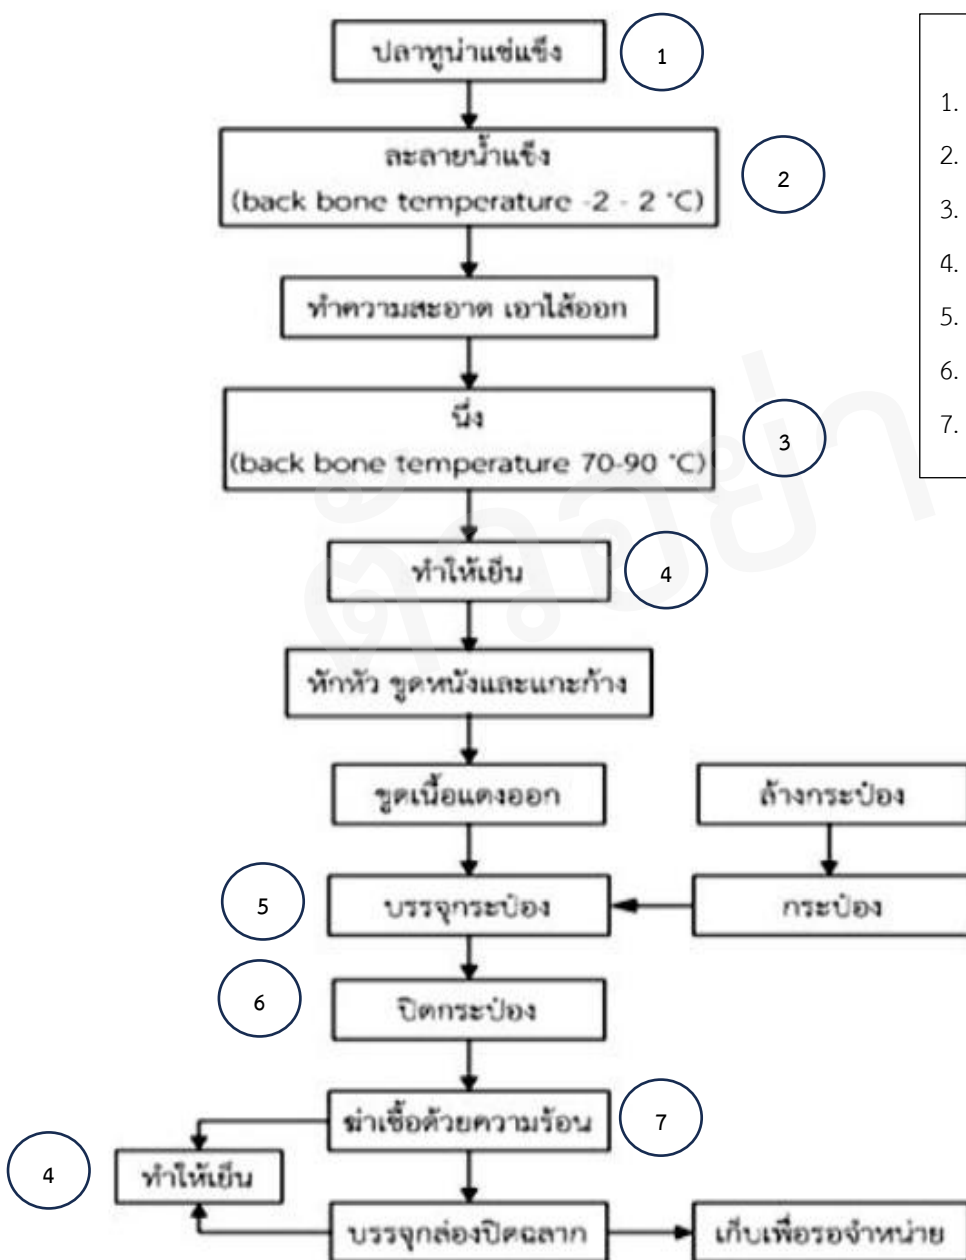 ปลาทูน่าแช่แข็ง
1
ละลายน้ำแข็ง
(back bone temperature -2 - 2 °C)
2
ทำความสะอาด เอาไส้ออก
นึ่ง
(back bone temperature 70-90 °C)
3
ทำให้เย็น
4
หักหัว ขูดหนังและแกะก้าง
ขูดเนื้อแดงออก
ล้างกระป๋อง
5
บรรจุกระป๋อง
กระป๋อง
6
ปิดกระป๋อง
ฆ่าเชื้อด้วยความร้อน
7
4
ทำให้เย็น
บรรจุกล่องปิดฉลาก
เก็บเพื่อรอจำหน่าย
1.
2.
3.
4.
5.
6.
7.
ตัวอย่า